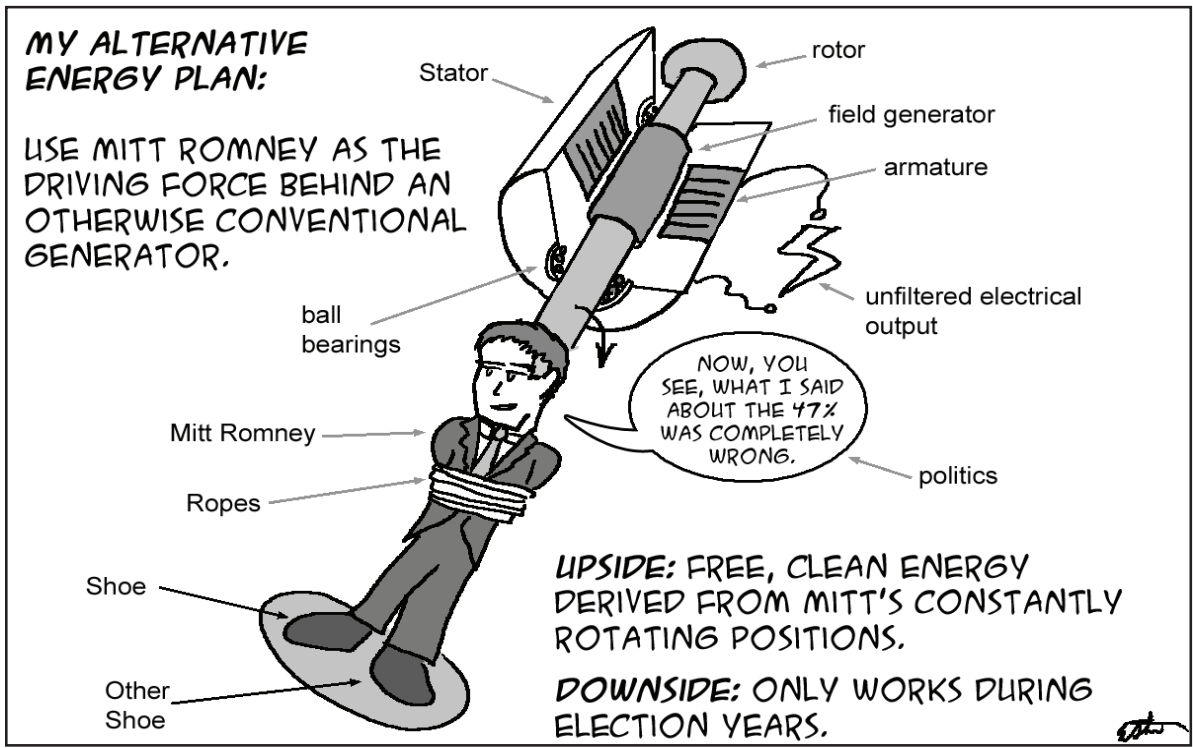 MY ALTERNATIVE
ENERGY PLAN:
USE MITT ROMNEY AS THE
DRIVING FORCE BEHIND AN
OTHERWISE CONVENTIONAL
GENERATOR.
Stator
rotor
field generator
armature
unfiltered electrical
output
ball
bearings
NOW, YOU
SEE, WHAT I SAID
ABOUT THE 47%
WAS COMPLETELY
WRONG.
politics
Mitt Romney
Ropes
Shoe
Other
Shoe
UPSIDE: FREE, CLEAN ENERGY
DERIVED FROM MITT'S CONSTANTLY
ROTATING POSITIONS.
DOWNSIDE: ONLY WORKS DURING
ELECTION YEARS.